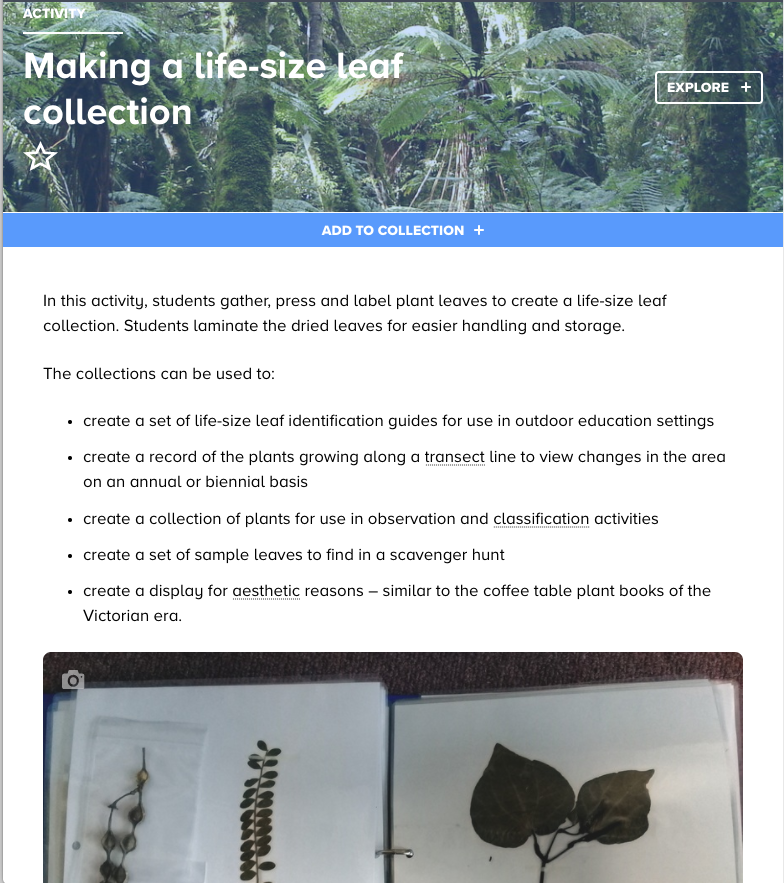 ACTIVITY
Making a life-size leaf
collection
EXPLORE +
ADD TO COLLECTION +
In this activity, students gather, press and label plant leaves to create a life-size leaf
collection. Students laminate the dried leaves for easier handling and storage.
The collections can be used to:
• create a set of life-size leaf identification guides for use in outdoor education settings
• create a record of the plants growing along a transect line to view changes in the area
on an annual or biennial basis
• create a collection of plants for use in observation and classification activities
• create a set of sample leaves to find in a scavenger hunt
• create a display for aesthetic reasons – similar to the coffee table plant books of the
Victorian era.